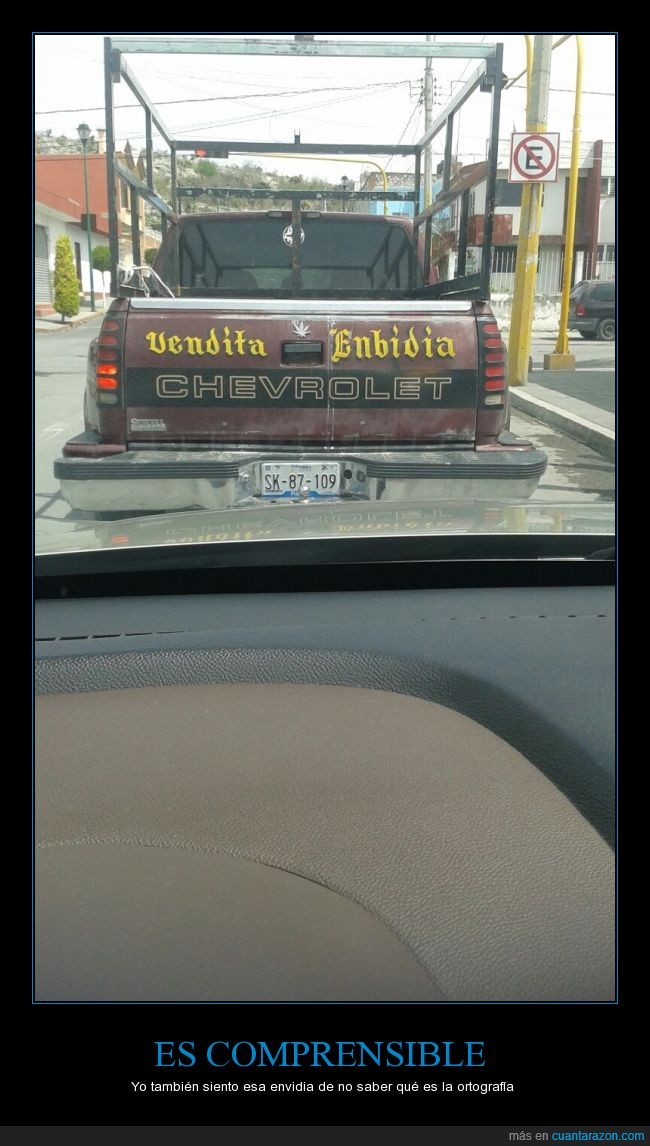 E
Vendita Enbidia
CHEVROLET
SK-87-109
ES COMPRENSIBLE
Yo también siento esa envidia de no saber qué es la ortografía
más en cuantarazon.com